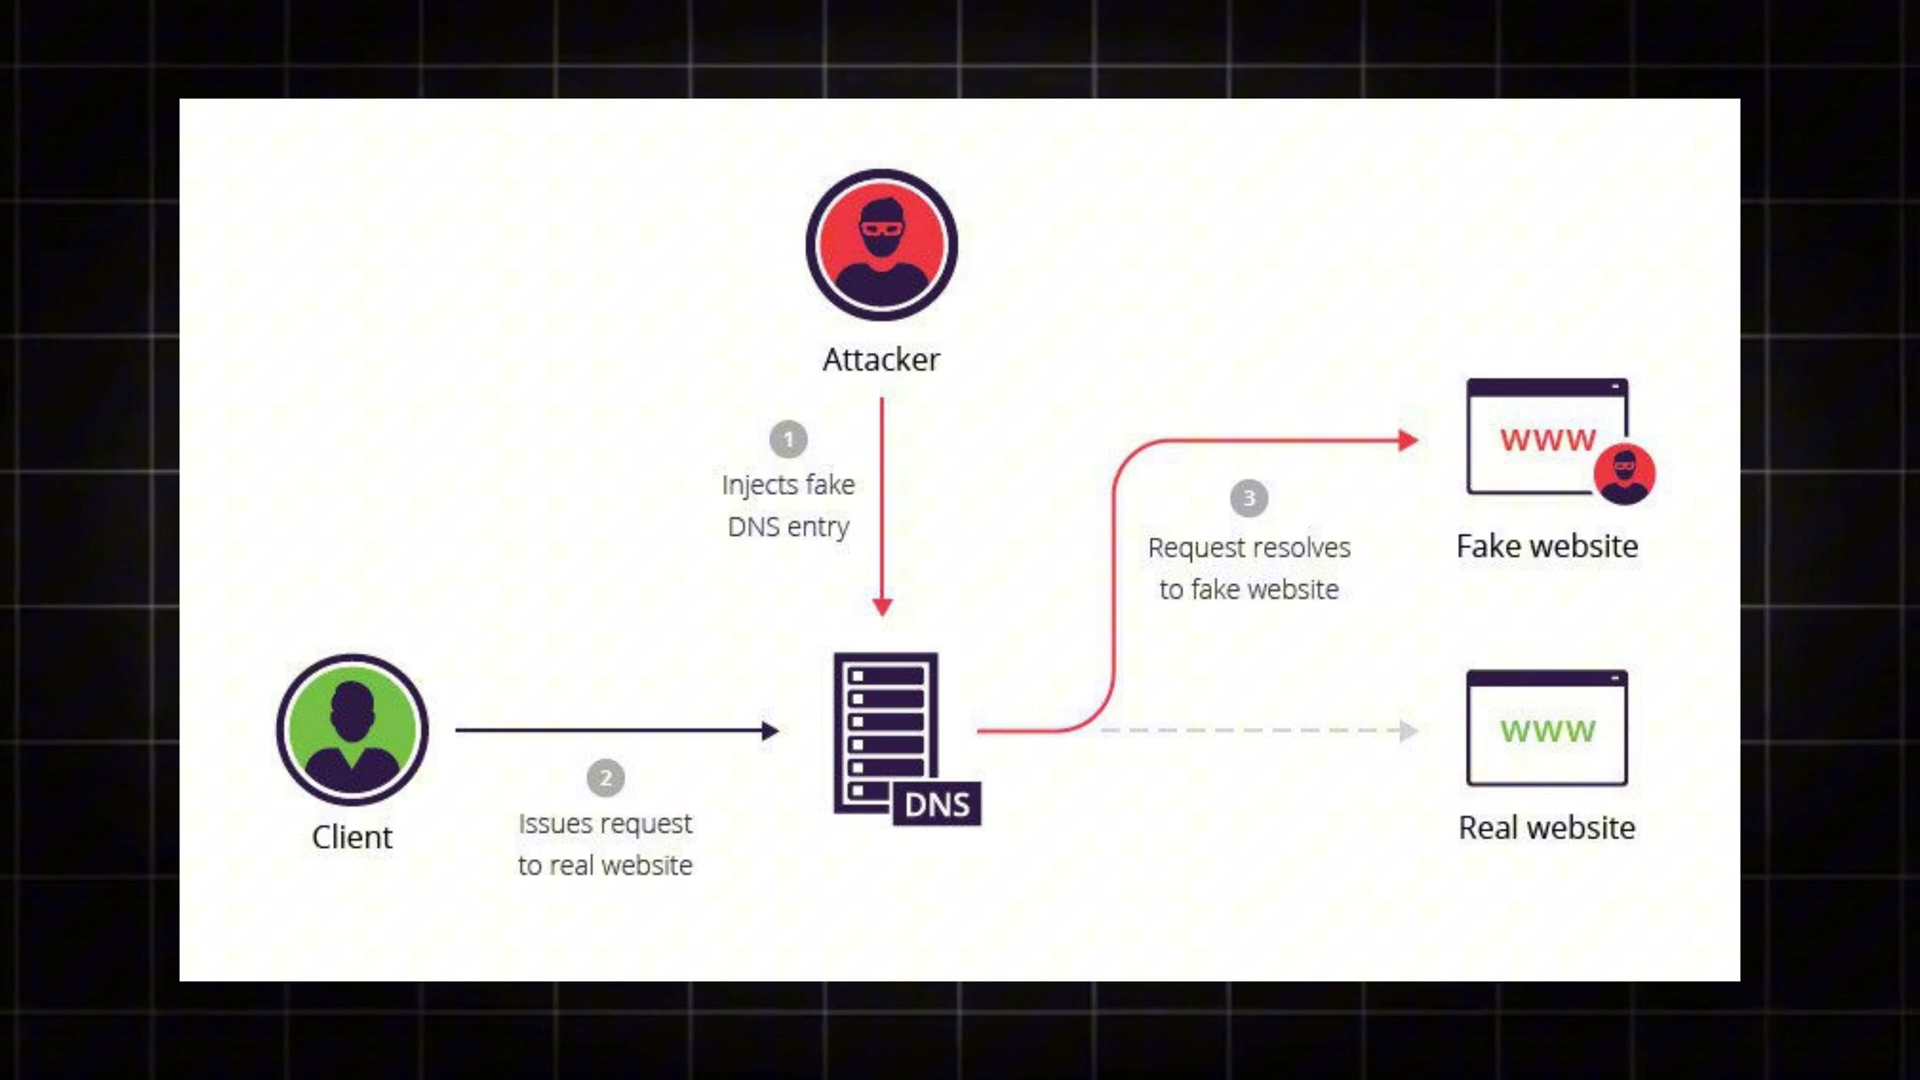 Attacker
1
Injects fake
DNS entry
www
3
Request resolves
to fake website
Fake website
Client
2
Issues request
to real website
DNS
www
Real website